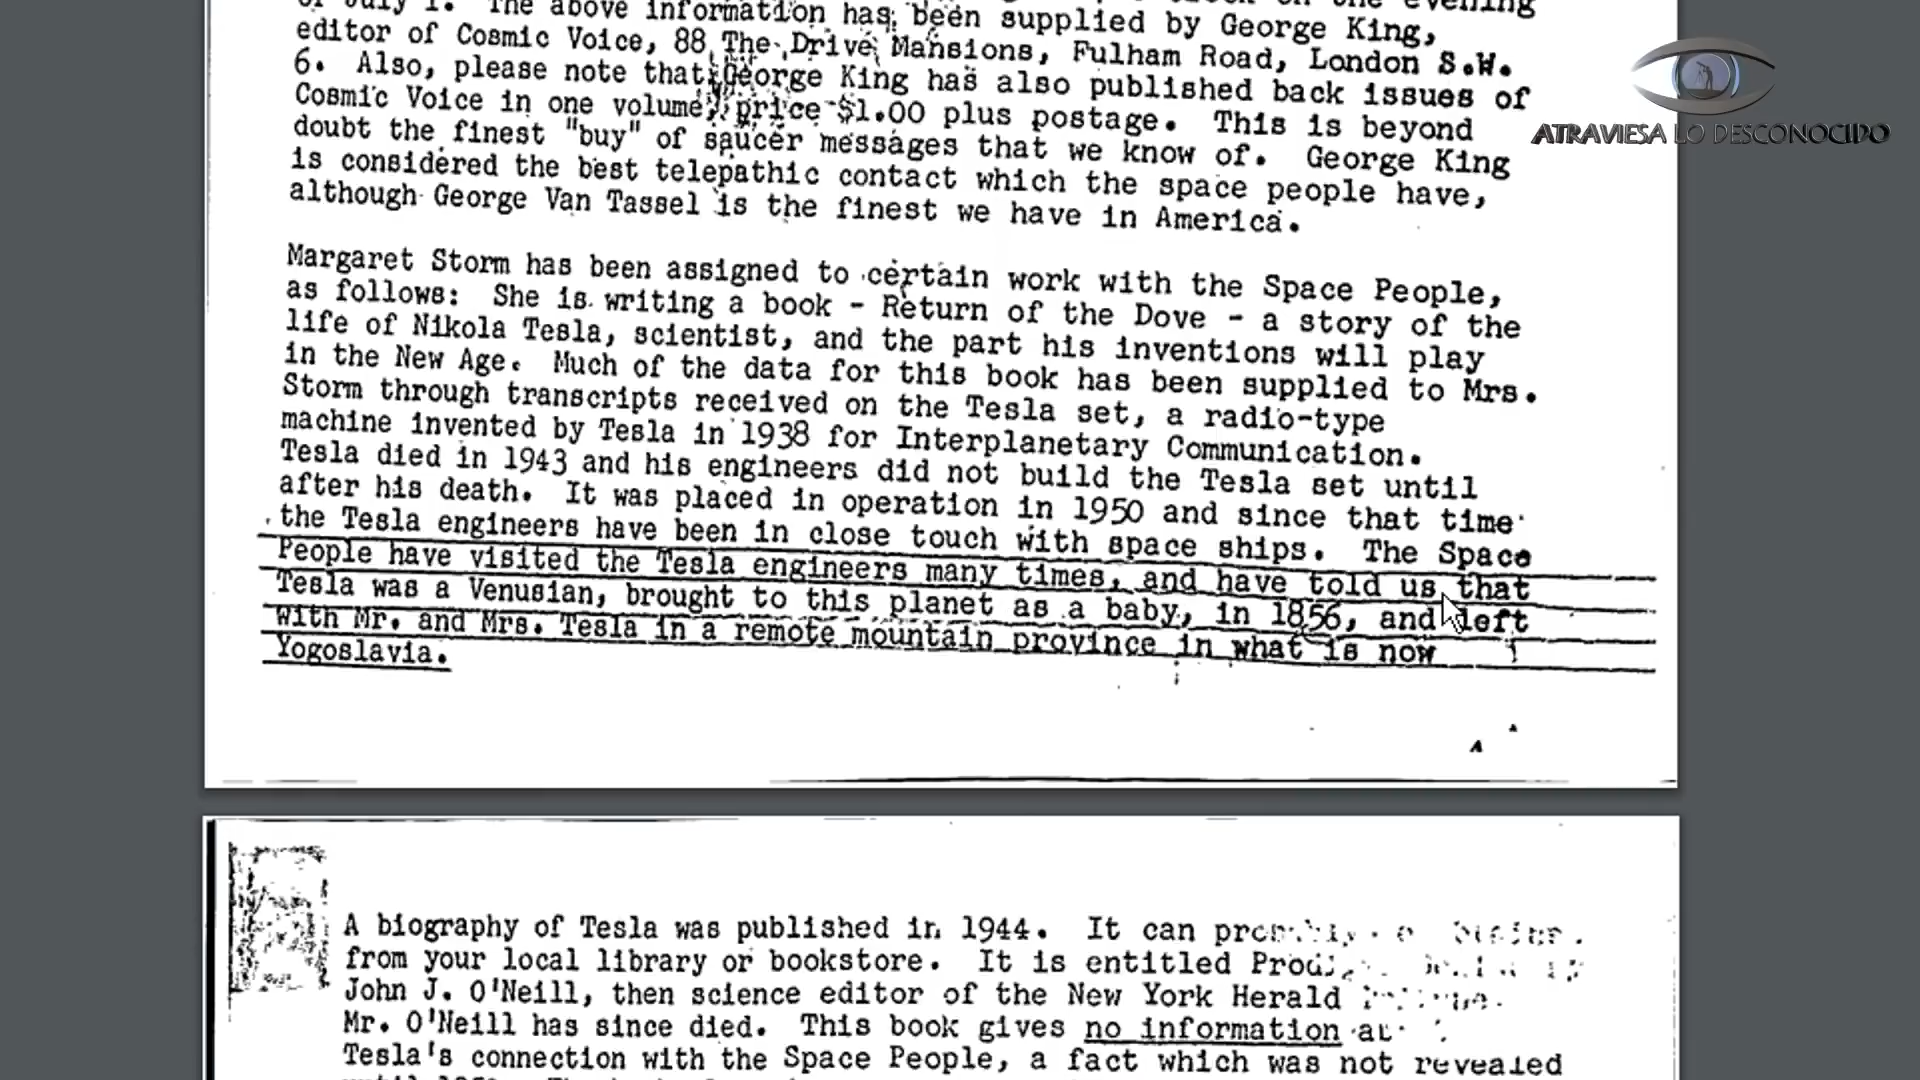 of July 1. The above information has been supplied by George King,
editor of Cosmic Voice, 88 The Drive Mansions, Fulham Road, London S.W.
6. Also, please note that George King has also published back issues of
Cosmic Voice in one volume, price $1.00 plus postage. This is beyond
doubt the finest "buy" of saucer messages that we know of. George King
is considered the best telepathic contact which the space people have,
although George Van Tassel is the finest we have in America.
Margaret Storm has been assigned to certain work with the Space People,
as follows: She is writing a book - Return of the Dove - a story of the
life of Nikola Tesla, scientist, and the part his inventions will play
in the New Age. Much of the data for this book has been supplied to Mrs.
Storm through transcripts received on the Tesla set, a radio-type
machine invented by Tesla in 1938 for Interplanetary Communication.
Tesla died in 1943 and his engineers did not build the Tesla set until
after his death. It was placed in operation in 1950 and since that time
the Tesla engineers have been in close touch with space ships. The Space
People have visited the Tesla engineers many times, and have told us that
Tesla was a Venusian, brought to this planet as a baby, in 1856, and left
with Mr. and Mrs. Tesla in a remote mountain province in what is now
Yogoslavia.
A biography of Tesla was published in 1944. It can
from your local library or bookstore. It is entitled
John J. O'Neill, then science editor of the New York Herald
Mr. O'Neill has since died. This book gives no information
Tesla's connection with the Space People, a fact which was not revealed
ATRAVIESA LO DESCONOCIDO